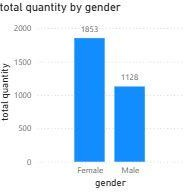 total quantity by gender
1853
2000
1500
1128
1000
500
0
total quantity
Female
Male
gender